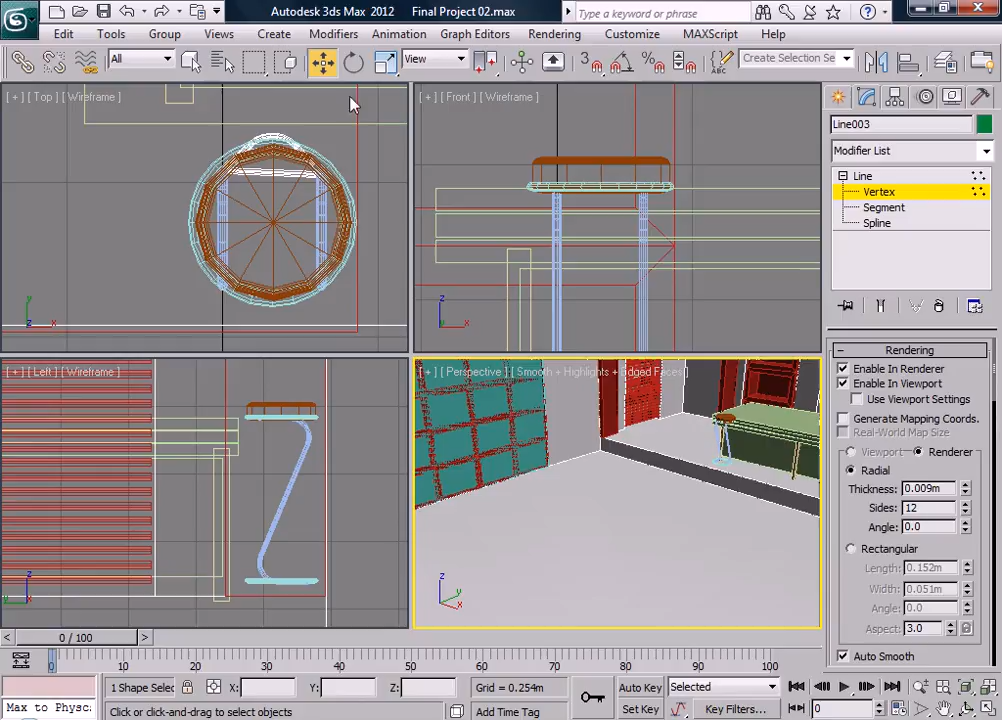 Autodesk 3ds Max 2012 Final Project 02.max
Type a keyword or phrase
Edit Tools Group Views Create Modifiers Animation Graph Editors Rendering Customize MAXScript Help
All View 3 Create Selection Se
[ + ] [ Top ] [ Wireframe ]
[ + ] [ Front ] [ Wireframe ]
Line003
Modifier List
Line
Vertex
Segment
Spline
[ + ] [ Left ] [ Wireframe ]
[ + ] [ Perspective ] [ Smooth + Highlights + Edged Faces ]
Rendering
Enable In Renderer
Enable In Viewport
Use Viewport Settings
Generate Mapping Coords.
Real-World Map Size
Viewport Renderer
Radial
Thickness: 0.009m
Sides: 12
Angle: 0.0
Rectangular
Length: 0.152m
Width: 0.051m
Angle: 0.0
Aspect: 3.0
Auto Smooth
0 / 100
0 10 20 30 40 50 60 70 80 90 100
1 Shape Selec X: Y: Z: Grid = 0.254m Auto Key Selected
Max to Physc Click or click-and-drag to select objects Add Time Tag Set Key Key Filters... 0